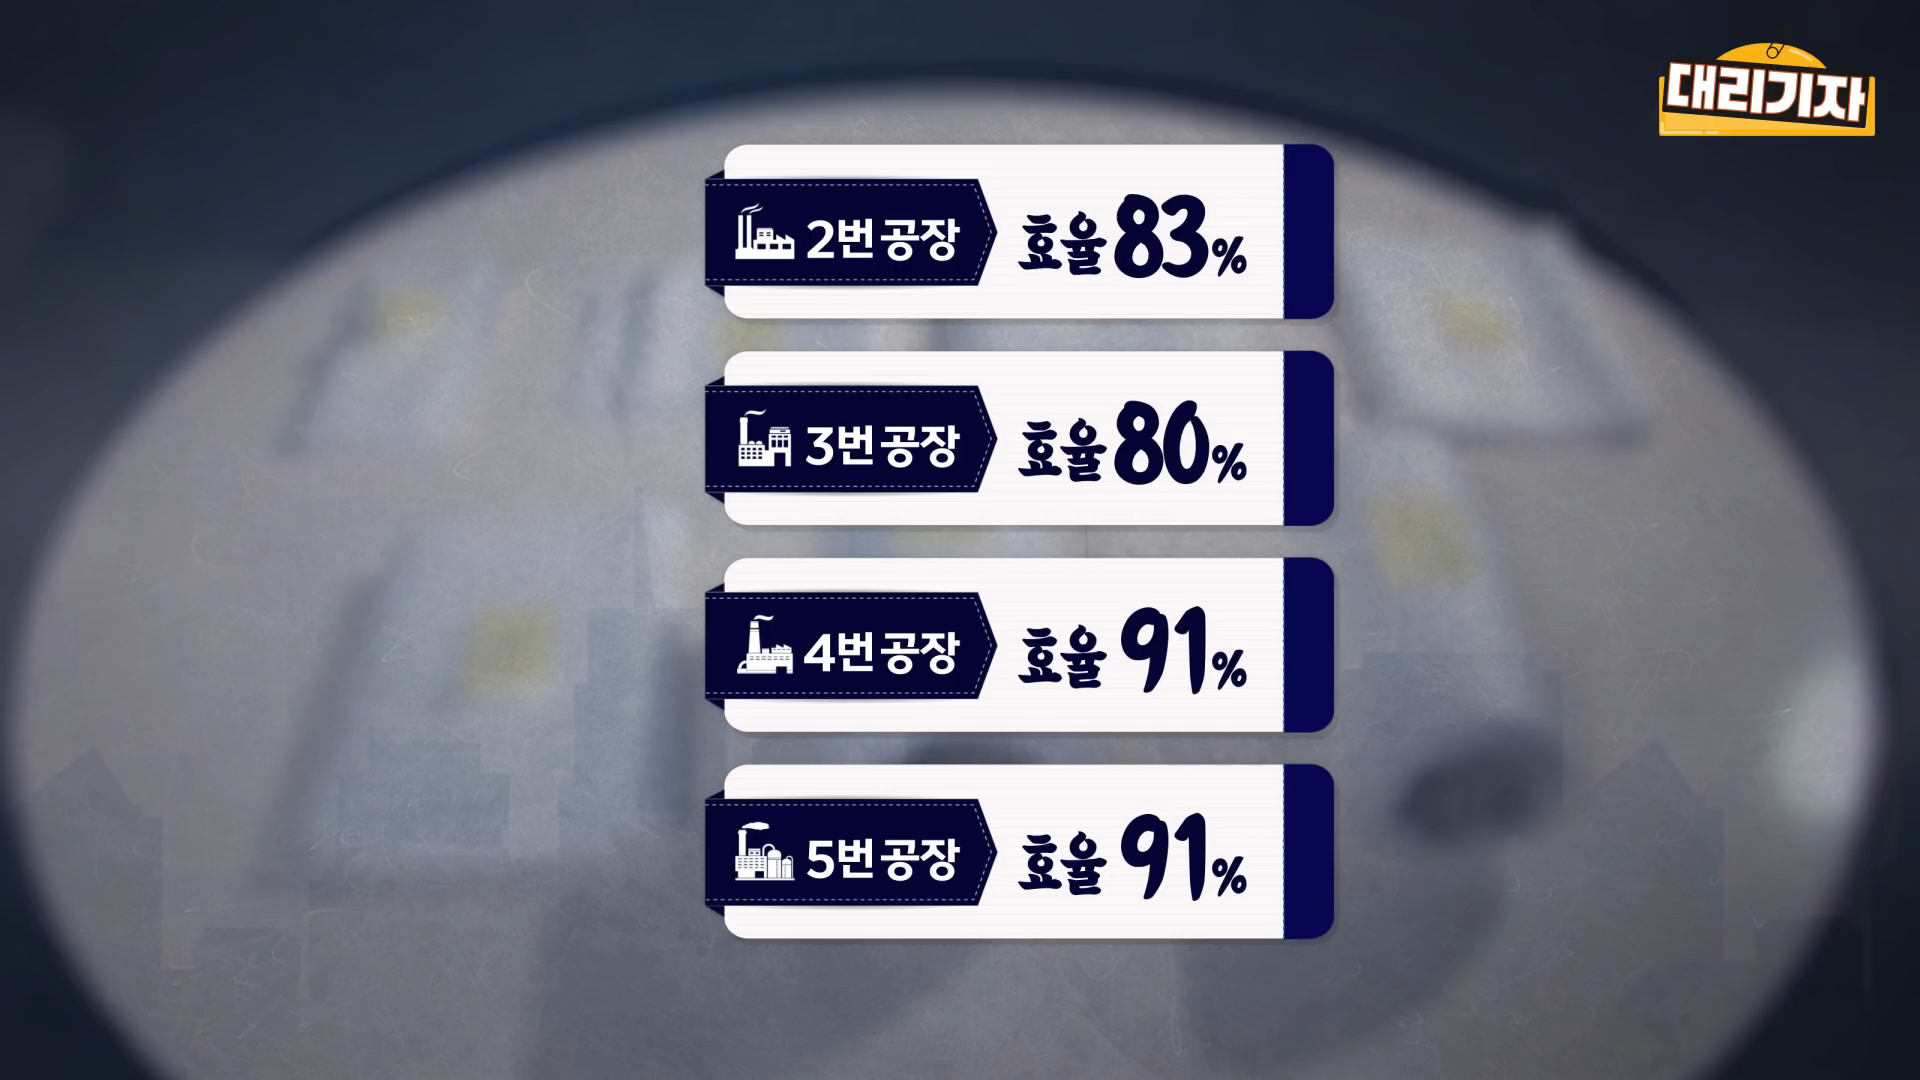 대리기자
2번 공장 효율 83%
3번 공장 효율 80%
4번 공장 효율 91%
5번 공장 효율 91%